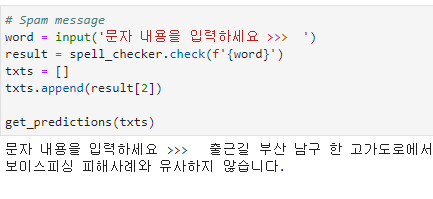 # Spam message
word = input('문자 내용을 입력하세요 >>>  ')
result = spell_checker.check(f'{word}')
txts = []
txts.append(result[2])
get_predictions(txts)
문자 내용을 입력하세요 >>>   출근길 부산 남구 한 고가도로에서
보이스피싱 피해사례와 유사하지 않습니다.